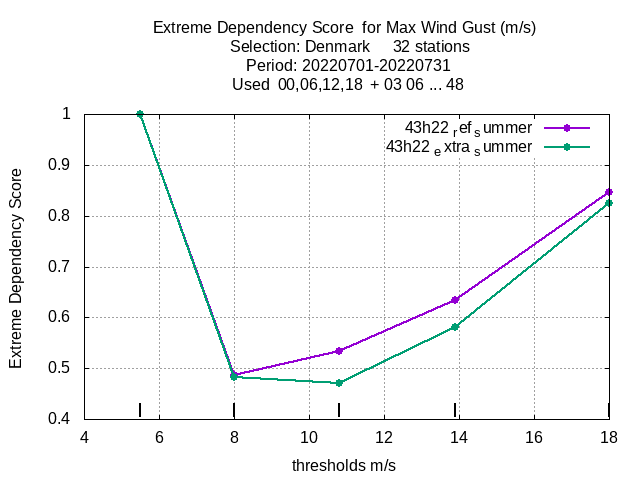 Extreme Dependency Score  for Max Wind Gust (m/s)
Selection: Denmark     32 stations
Period: 20220701-20220731
Used  00,06,12,18  + 03 06 ... 48
43h22 ref summer
43h22 extra summer
Extreme Dependency Score
1
0.9
0.8
0.7
0.6
0.5
0.4
4 6 8 10 12 14 16 18
thresholds m/s